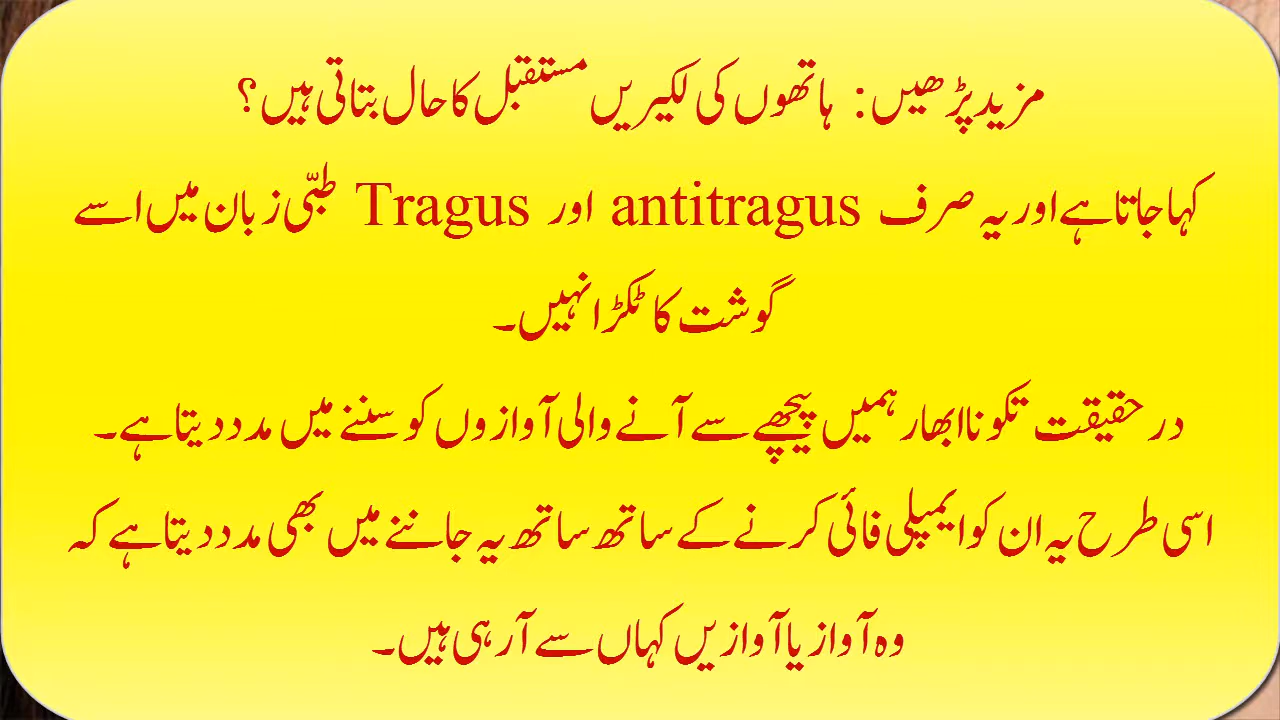 مزید پڑھیں: ہاتھوں کی لکیریں مستقبل کا حال بتاتی ہیں؟
کہا جاتا ہے اور یہ صرف antitragus اور Tragus طبّی زبان میں اسے
گوشت کا ٹکڑا نہیں۔
در حقیقت تکونا ابھار ہمیں پیچھے سے آنے والی آوازوں کو سننے میں مدد دیتا ہے۔
اسی طرح یہ ان کو ایمپلی فائی کرنے کے ساتھ ساتھ یہ جاننے میں بھی مدد دیتا ہے کہ
وہ آواز یا آوازیں کہاں سے آرہی ہیں۔